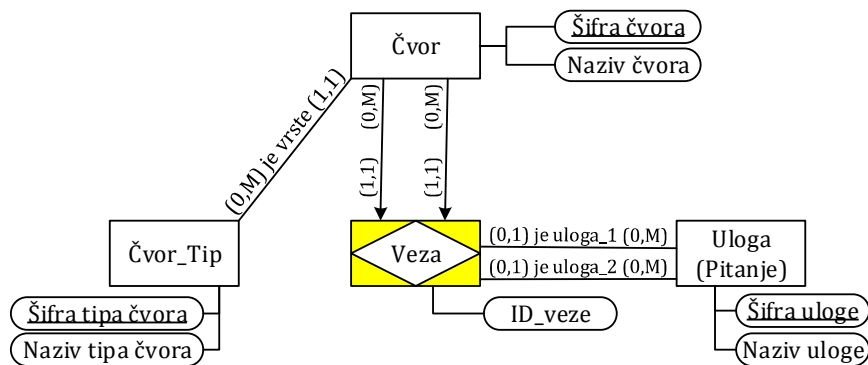 Čvor
Šifra čvora
Naziv čvora
(0,M) je vrste (1,1)
(0,M)
(0,M)
(1,1)
(1,1)
Čvor_Tip
Veza
(0,1) je uloga_1 (0,M)
(0,1) je uloga_2 (0,M)
Uloga
(Pitanje)
Šifra tipa čvora
Naziv tipa čvora
ID_veze
Šifra uloge
Naziv uloge